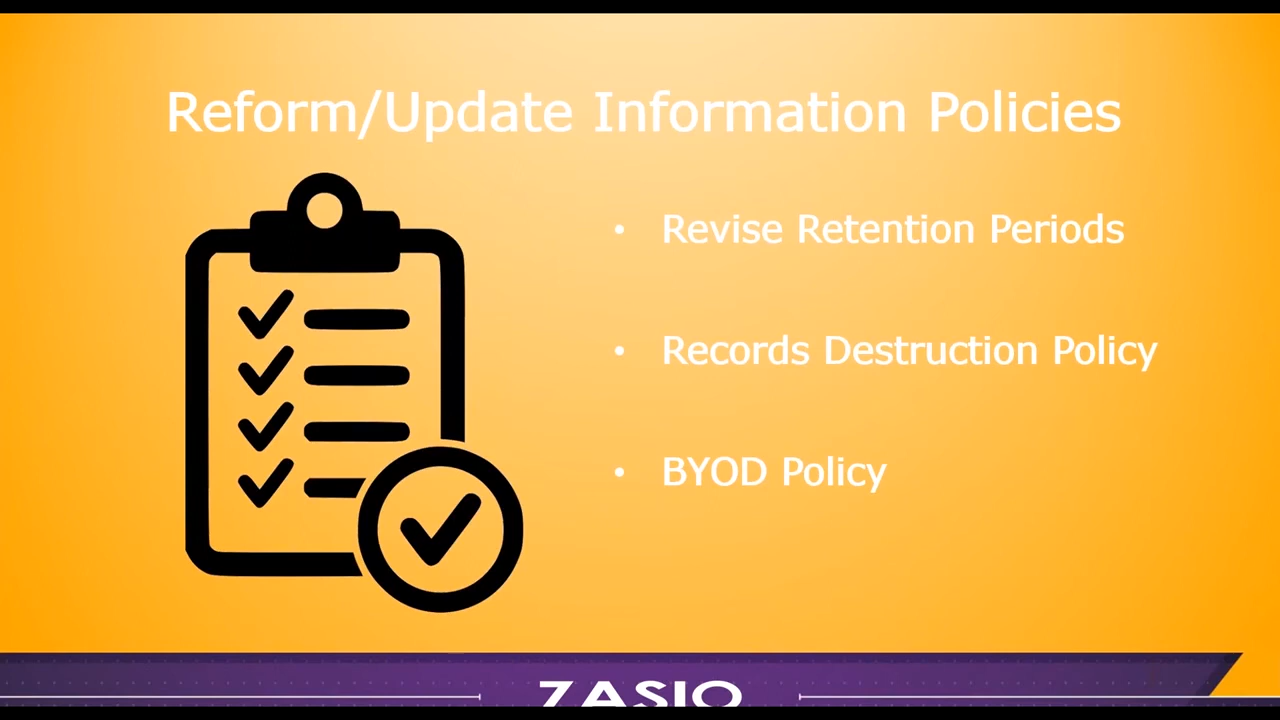 Reform/Update Information Policies
• Revise Retention Periods
• Records Destruction Policy
• BYOD Policy
ZASIO